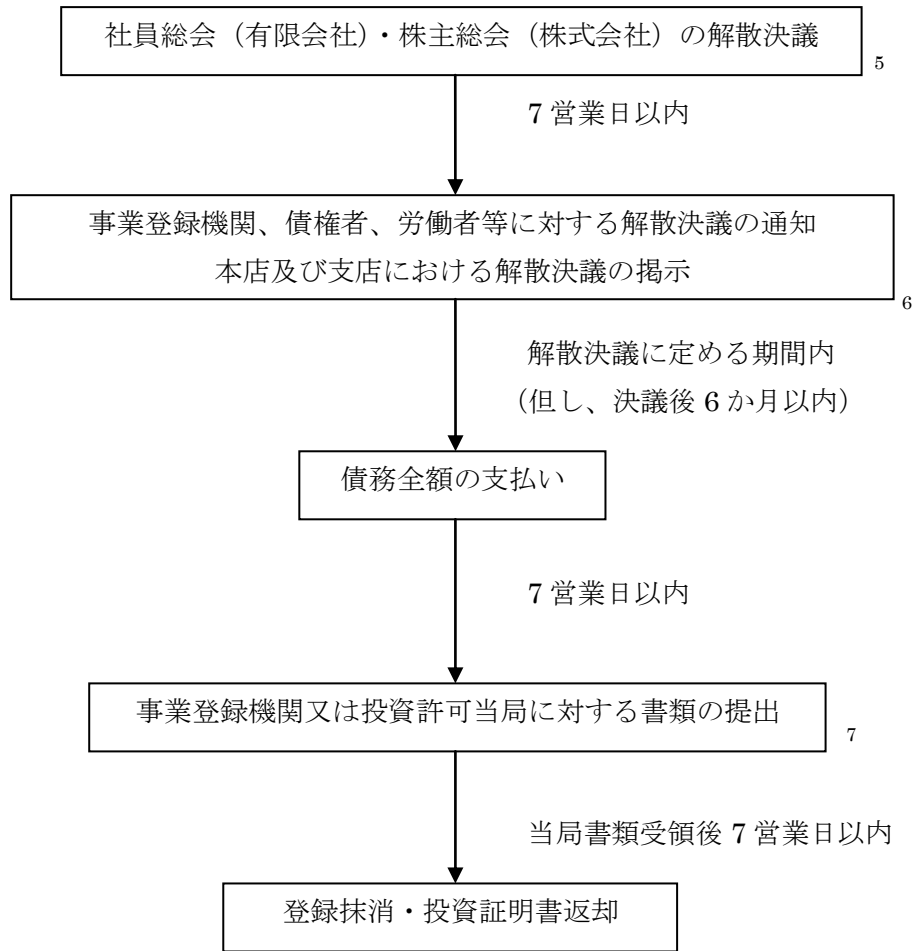 社員総会（有限会社）・株主総会（株式会社）の解散決議
5
7 営業日以内
事業登録機関、債権者、労働者等に対する解散決議の通知
本店及び支店における解散決議の掲示
6
解散決議に定める期間内
（但し、決議後 6 か月以内）
債務全額の支払い
7 営業日以内
事業登録機関又は投資許可当局に対する書類の提出
7
当局書類受領後 7 営業日以内
登録抹消・投資証明書返却